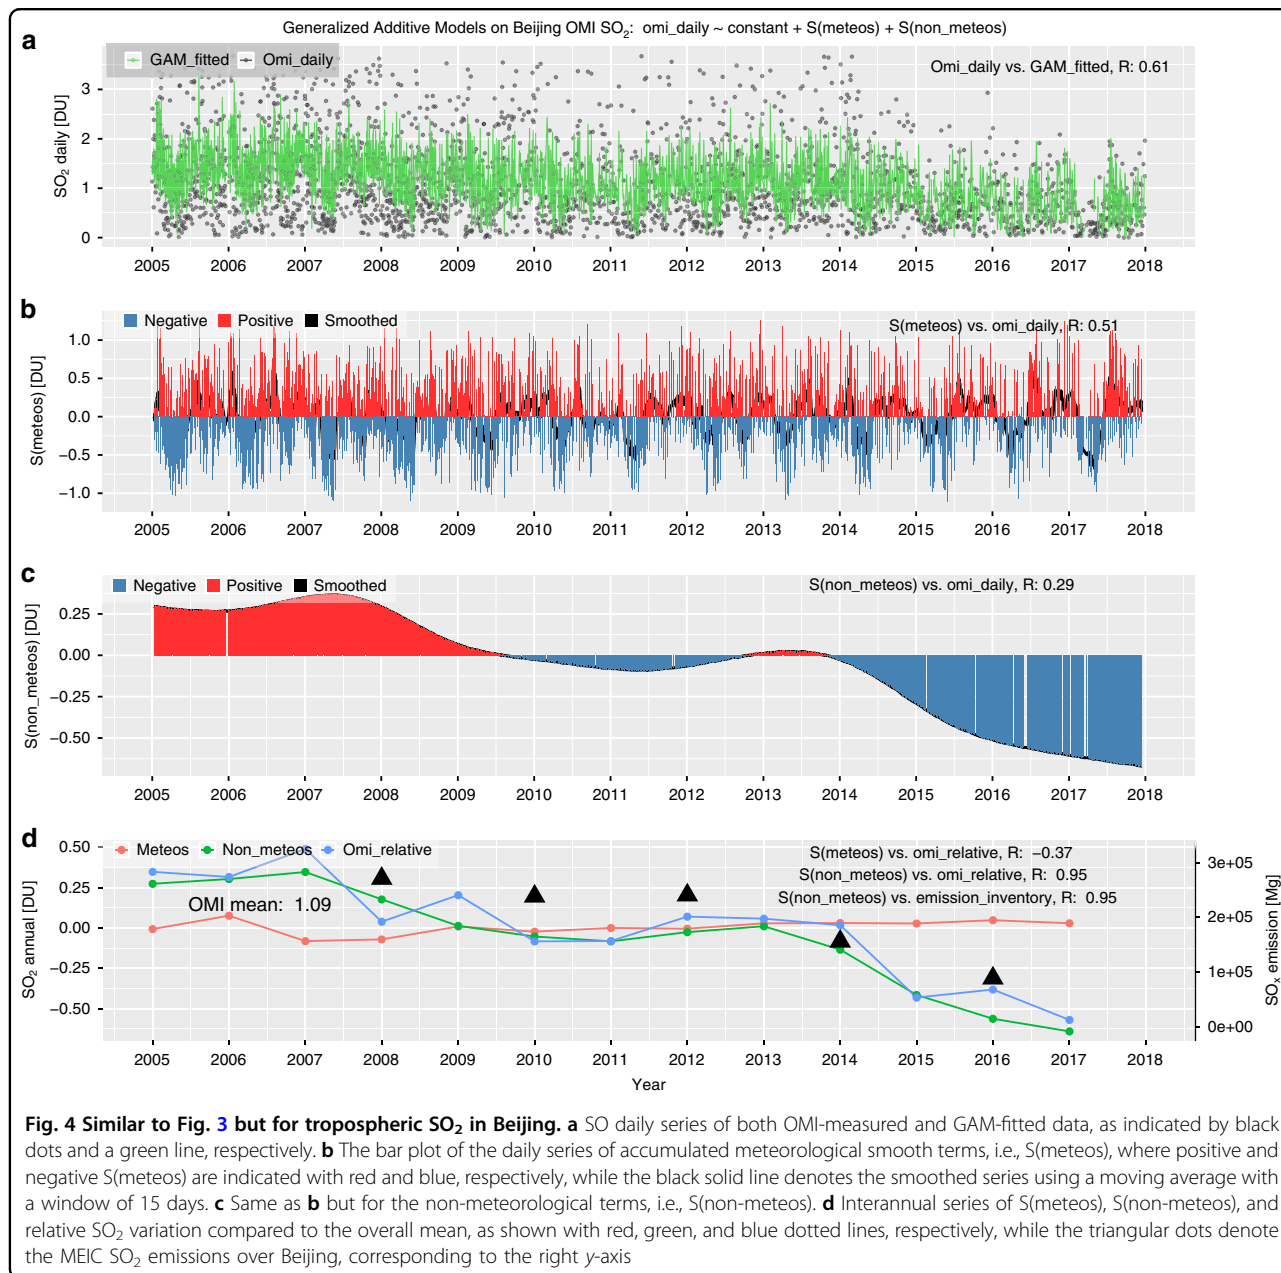 Generalized Additive Models on Beijing OMI SO₂: omi_daily ~ constant + S(meteos) + S(non_meteos)
a
GAM_fitted Omi_daily
Omi_daily vs. GAM_fitted, R: 0.61
SO₂ daily [DU]
3
2
1
0
2005 2006 2007 2008 2009 2010 2011 2012 2013 2014 2015 2016 2017 2018
b
Negative Positive Smoothed
S(meteos) vs. omi_daily, R: 0.51
S(meteos) [DU]
1.0
0.5
0.0
−0.5
−1.0
2005 2006 2007 2008 2009 2010 2011 2012 2013 2014 2015 2016 2017 2018
c
Negative Positive Smoothed
S(non_meteos) vs. omi_daily, R: 0.29
S(non_meteos) [DU]
0.25
0.00
−0.25
−0.50
2005 2006 2007 2008 2009 2010 2011 2012 2013 2014 2015 2016 2017 2018
d
Meteos Non_meteos Omi_relative
S(meteos) vs. omi_relative, R: −0.37
S(non_meteos) vs. omi_relative, R: 0.95
S(non_meteos) vs. emission_inventory, R: 0.95
OMI mean: 1.09
SO₂ annual [DU]
0.50
0.25
0.00
−0.25
−0.50
SOₓ emission [Mg]
3e+05
2e+05
1e+05
0e+00
2005 2006 2007 2008 2009 2010 2011 2012 2013 2014 2015 2016 2017 2018
Year
Fig. 4 Similar to Fig. 3 but for tropospheric SO₂ in Beijing. a SO daily series of both OMI-measured and GAM-fitted data, as indicated by black
dots and a green line, respectively. b The bar plot of the daily series of accumulated meteorological smooth terms, i.e., S(meteos), where positive and
negative S(meteos) are indicated with red and blue, respectively, while the black solid line denotes the smoothed series using a moving average with
a window of 15 days. c Same as b but for the non-meteorological terms, i.e., S(non-meteos). d Interannual series of S(meteos), S(non-meteos), and
relative SO₂ variation compared to the overall mean, as shown with red, green, and blue dotted lines, respectively, while the triangular dots denote
the MEIC SO₂ emissions over Beijing, corresponding to the right y-axis